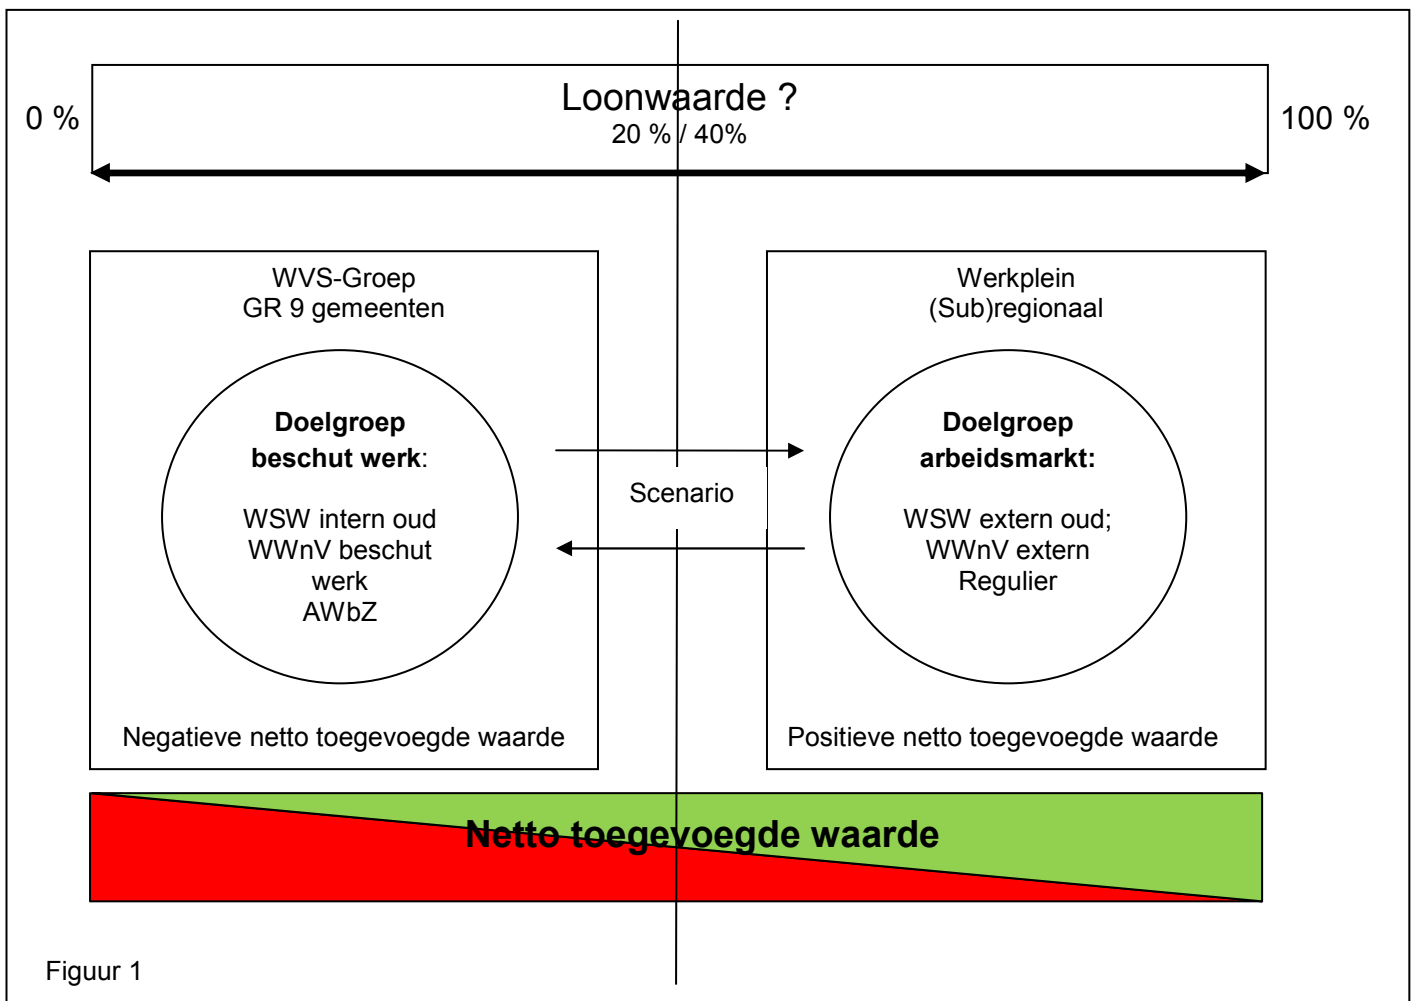 Loonwaarde ?
0 %
20 % / 40%
100 %
WVS-Groep
GR 9 gemeenten
Doelgroep
beschut werk:
WSW intern oud
WWnV beschut
werk
AWbZ
Negatieve netto toegevoegde waarde
Scenario
Werkplein
(Sub)regionaal
Doelgroep
arbeidsmarkt:
WSW extern oud;
WWnV extern
Regulier
Positieve netto toegevoegde waarde
Netto toegevoegde waarde
Figuur 1